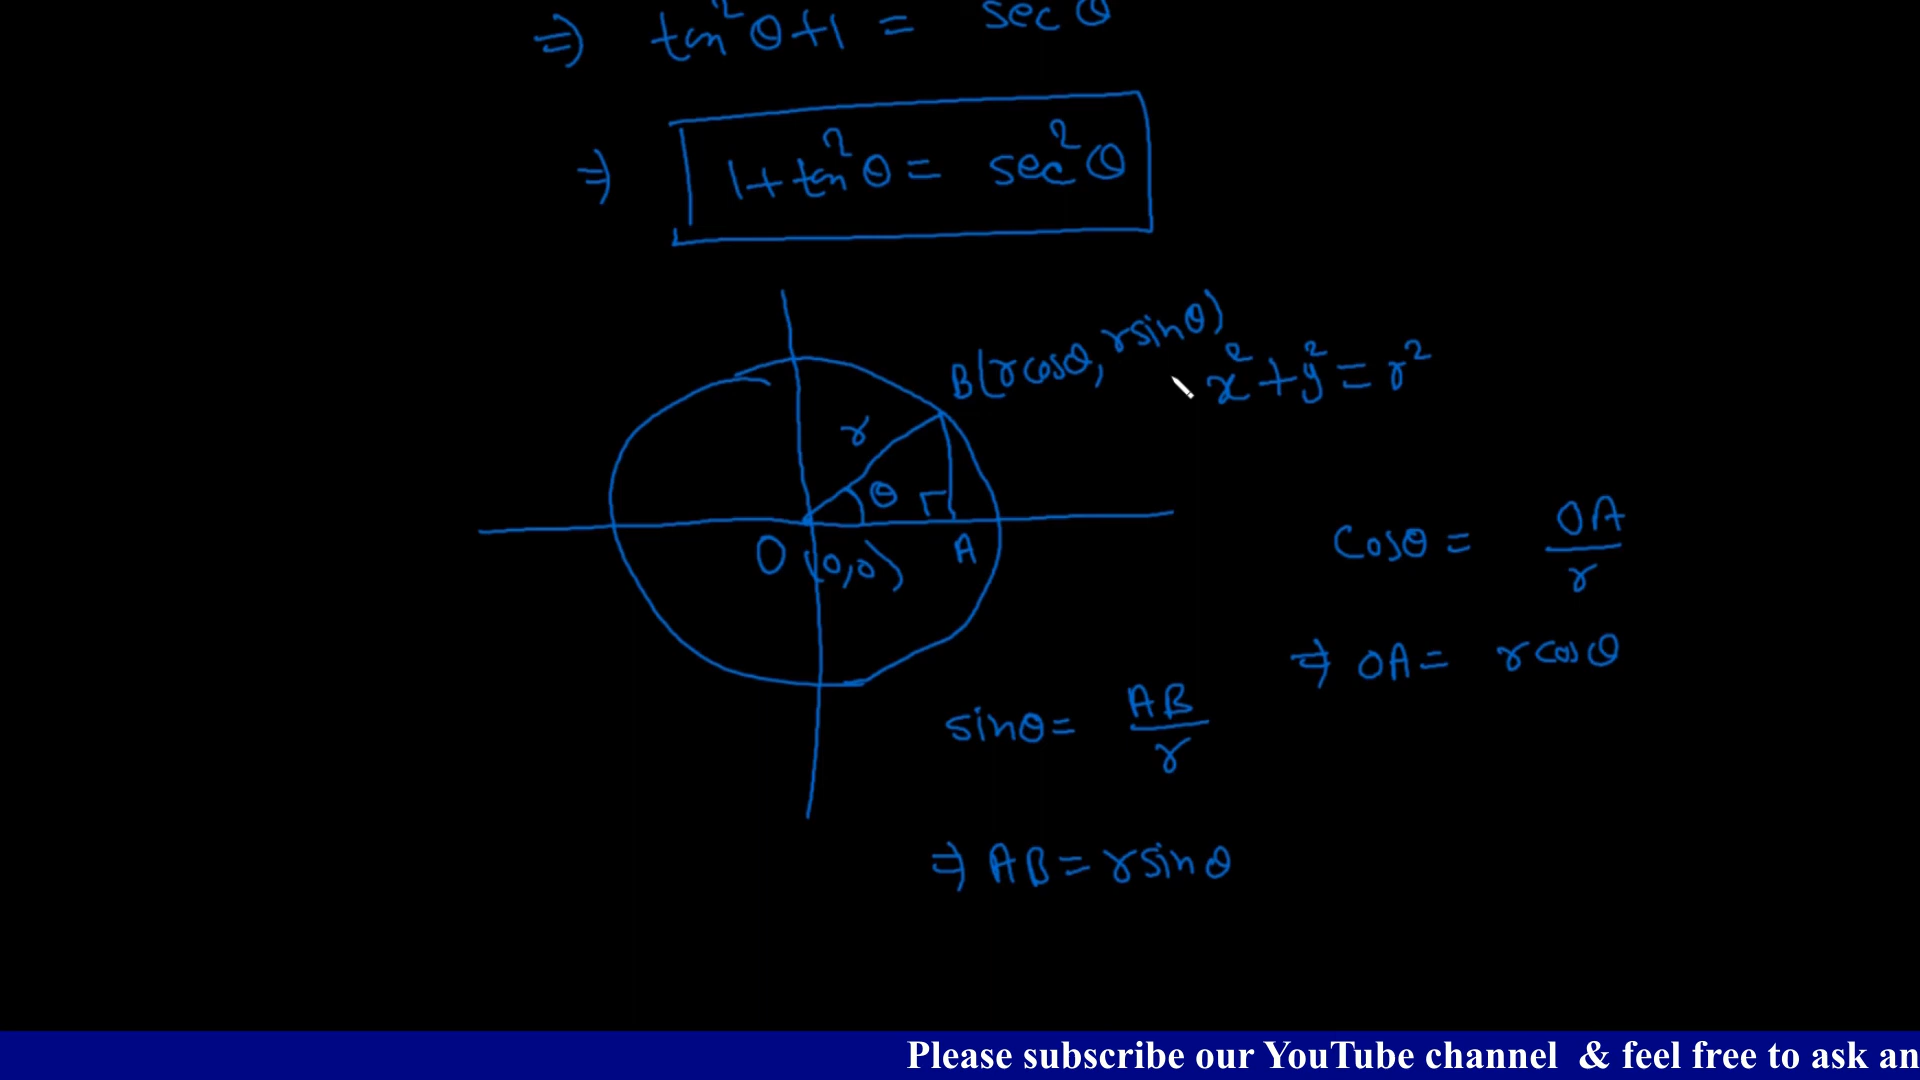 ⇒ tan²θ+1 = secθ
⇒ 1+tan²θ = sec²θ
B(rcosθ, rsinθ)
x²+y²=r²
r
θ
O (0,0) A
cosθ = OA/r
⇒ OA = rcosθ
sinθ = AB/r
⇒ AB = rsinθ
Please subscribe our YouTube channel & feel free to ask an